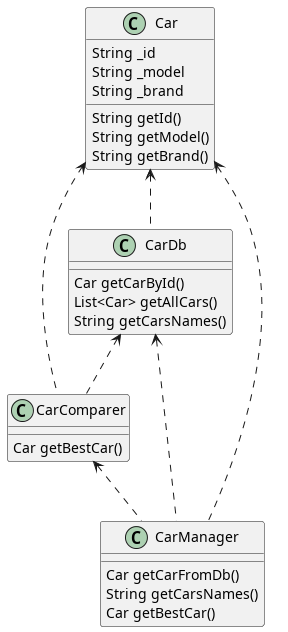 C Car
String _id
String _model
String _brand
String getId()
String getModel()
String getBrand()
C CarDb
Car getCarById()
List<Car> getAllCars()
String getCarsNames()
C CarComparer
Car getBestCar()
C CarManager
Car getCarFromDb()
String getCarsNames()
Car getBestCar()